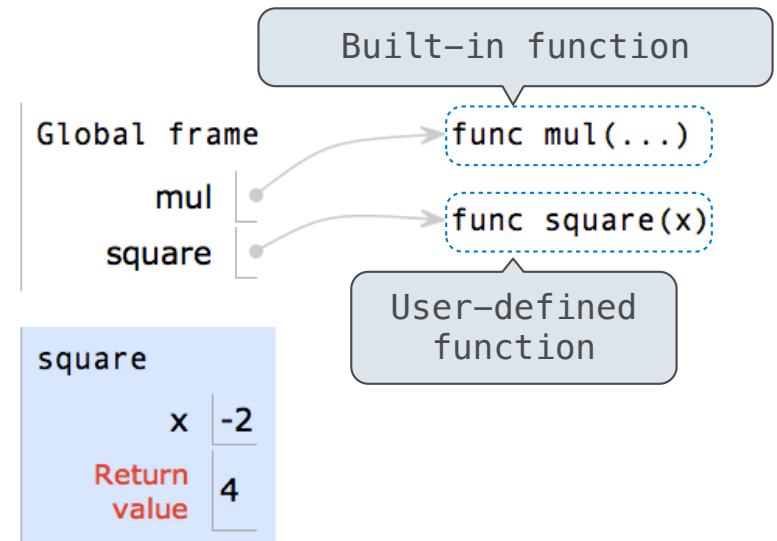 Built-in function
Global frame
func mul(...)
mul
func square(x)
square
User-defined
function
square
x -2
Return
value 4